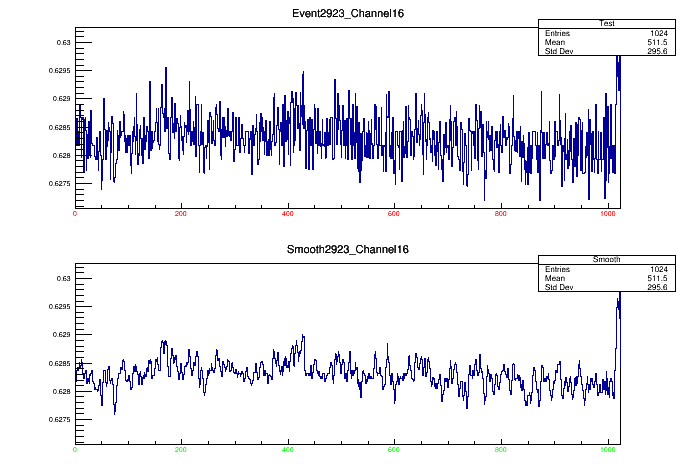 Event2923_Channel16
Test
Entries 1024
Mean 511.5
Std Dev 295.6
0.63
0.6295
0.629
0.6285
0.628
0.6275
0 200 400 600 800 1000
Smooth2923_Channel16
Smooth
Entries 1024
Mean 511.5
Std Dev 295.6
0.63
0.6295
0.629
0.6285
0.628
0.6275
0 200 400 600 800 1000